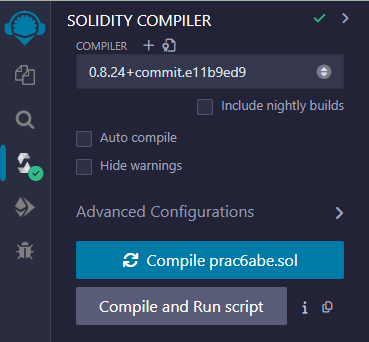 SOLIDITY COMPILER
COMPILER
0.8.24+commit.e11b9ed9
Include nightly builds
Auto compile
Hide warnings
Advanced Configurations
Compile prac6abe.sol
Compile and Run script